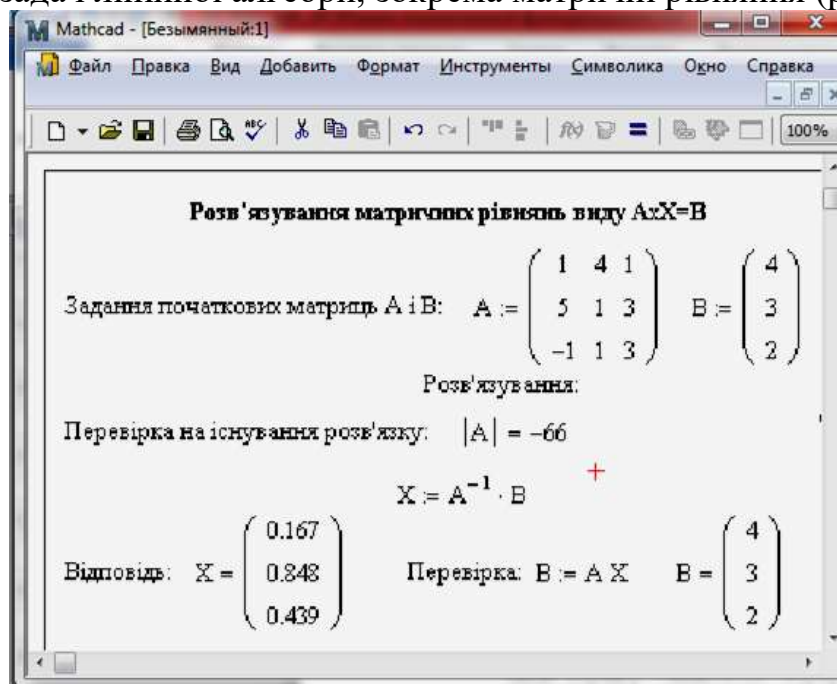 Mathcad - [Безымянный:1]
Файл Правка Вид Добавить Формат Инструменты Символика Окно Справка
100%
Розв'язування матричних рівнянь виду AxX=B
Задання початкових матриць A і B: A := ( 1 4 1 ) B := ( 4 )
( 5 1 3 ) ( 3 )
( -1 1 3 ) ( 2 )
Розв'язування:
Перевірка на існування розв'язку: |A| = -66
X := A⁻¹ · B
Відповідь: X = ( 0.167 ) Перевірка: B := A X B = ( 4 )
( 0.848 ) ( 3 )
( 0.439 ) ( 2 )